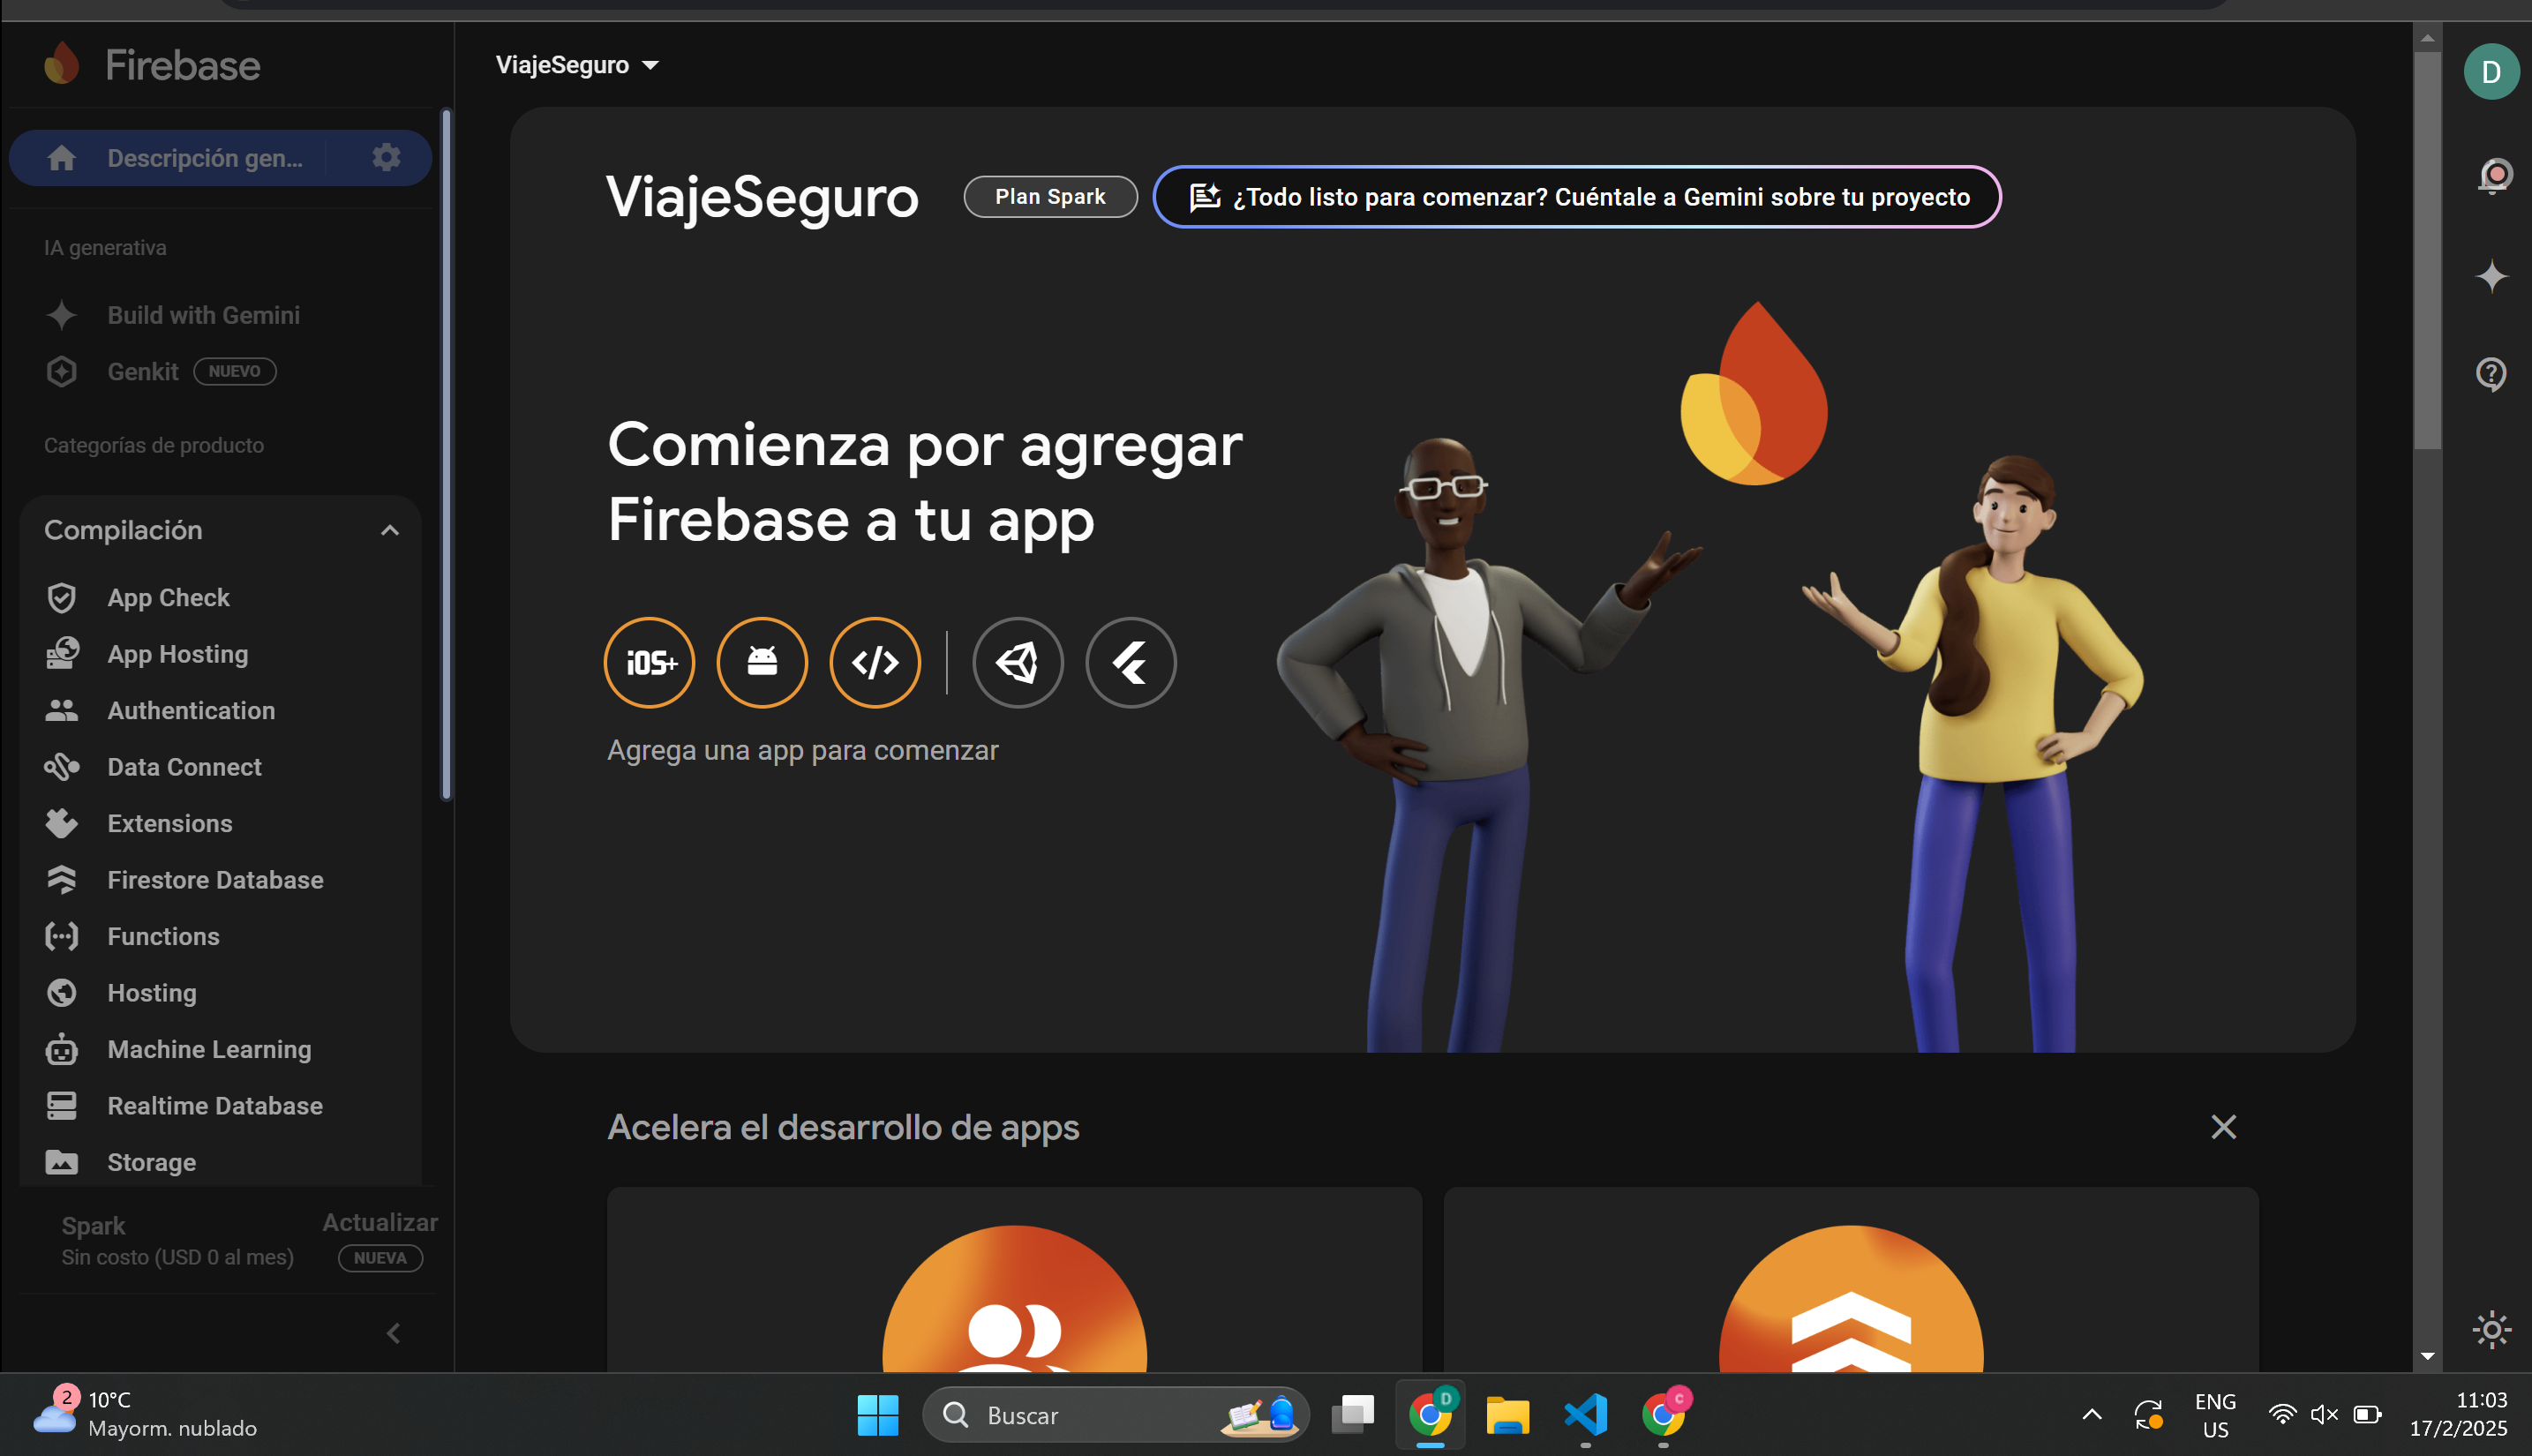 Firebase
ViajeSeguro
D
Descripción gen...
IA generativa
Build with Gemini
Genkit NUEVO
Categorías de producto
Compilación
App Check
App Hosting
Authentication
Data Connect
Extensions
Firestore Database
Functions
Hosting
Machine Learning
Realtime Database
Storage
Spark
Sin costo (USD 0 al mes)
Actualizar
NUEVA
ViajeSeguro
Plan Spark
¿Todo listo para comenzar? Cuéntale a Gemini sobre tu proyecto
Comienza por agregar
Firebase a tu app
iOS+
Agrega una app para comenzar
Acelera el desarrollo de apps
2
10°C
Mayorm. nublado
Buscar
D
C
ENG
US
11:03
17/2/2025